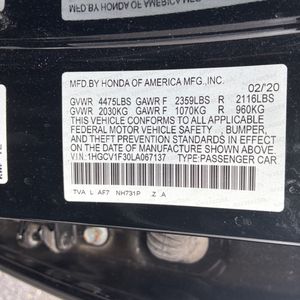 MFD BY HONDA OF AMERICA MFG.,INC.
02/'20
GVWR 4475LBS GAWR F 2359LBS R 2116LBS
GVWR 2030KG GAWR F 1070KG R 960KG
THIS VEHICLE CONFORMS TO ALL APPLICABLE
FEDERAL MOTOR VEHICLE SAFETY, BUMPER,
AND THEFT PREVENTION STANDARDS IN EFFECT
ON THE DATE OF MANUFACTURE SHOWN ABOVE.
VIN:1HGCV1F30LA067137 TYPE:PASSENGER CAR
TVA L AF7 NH731P Z A